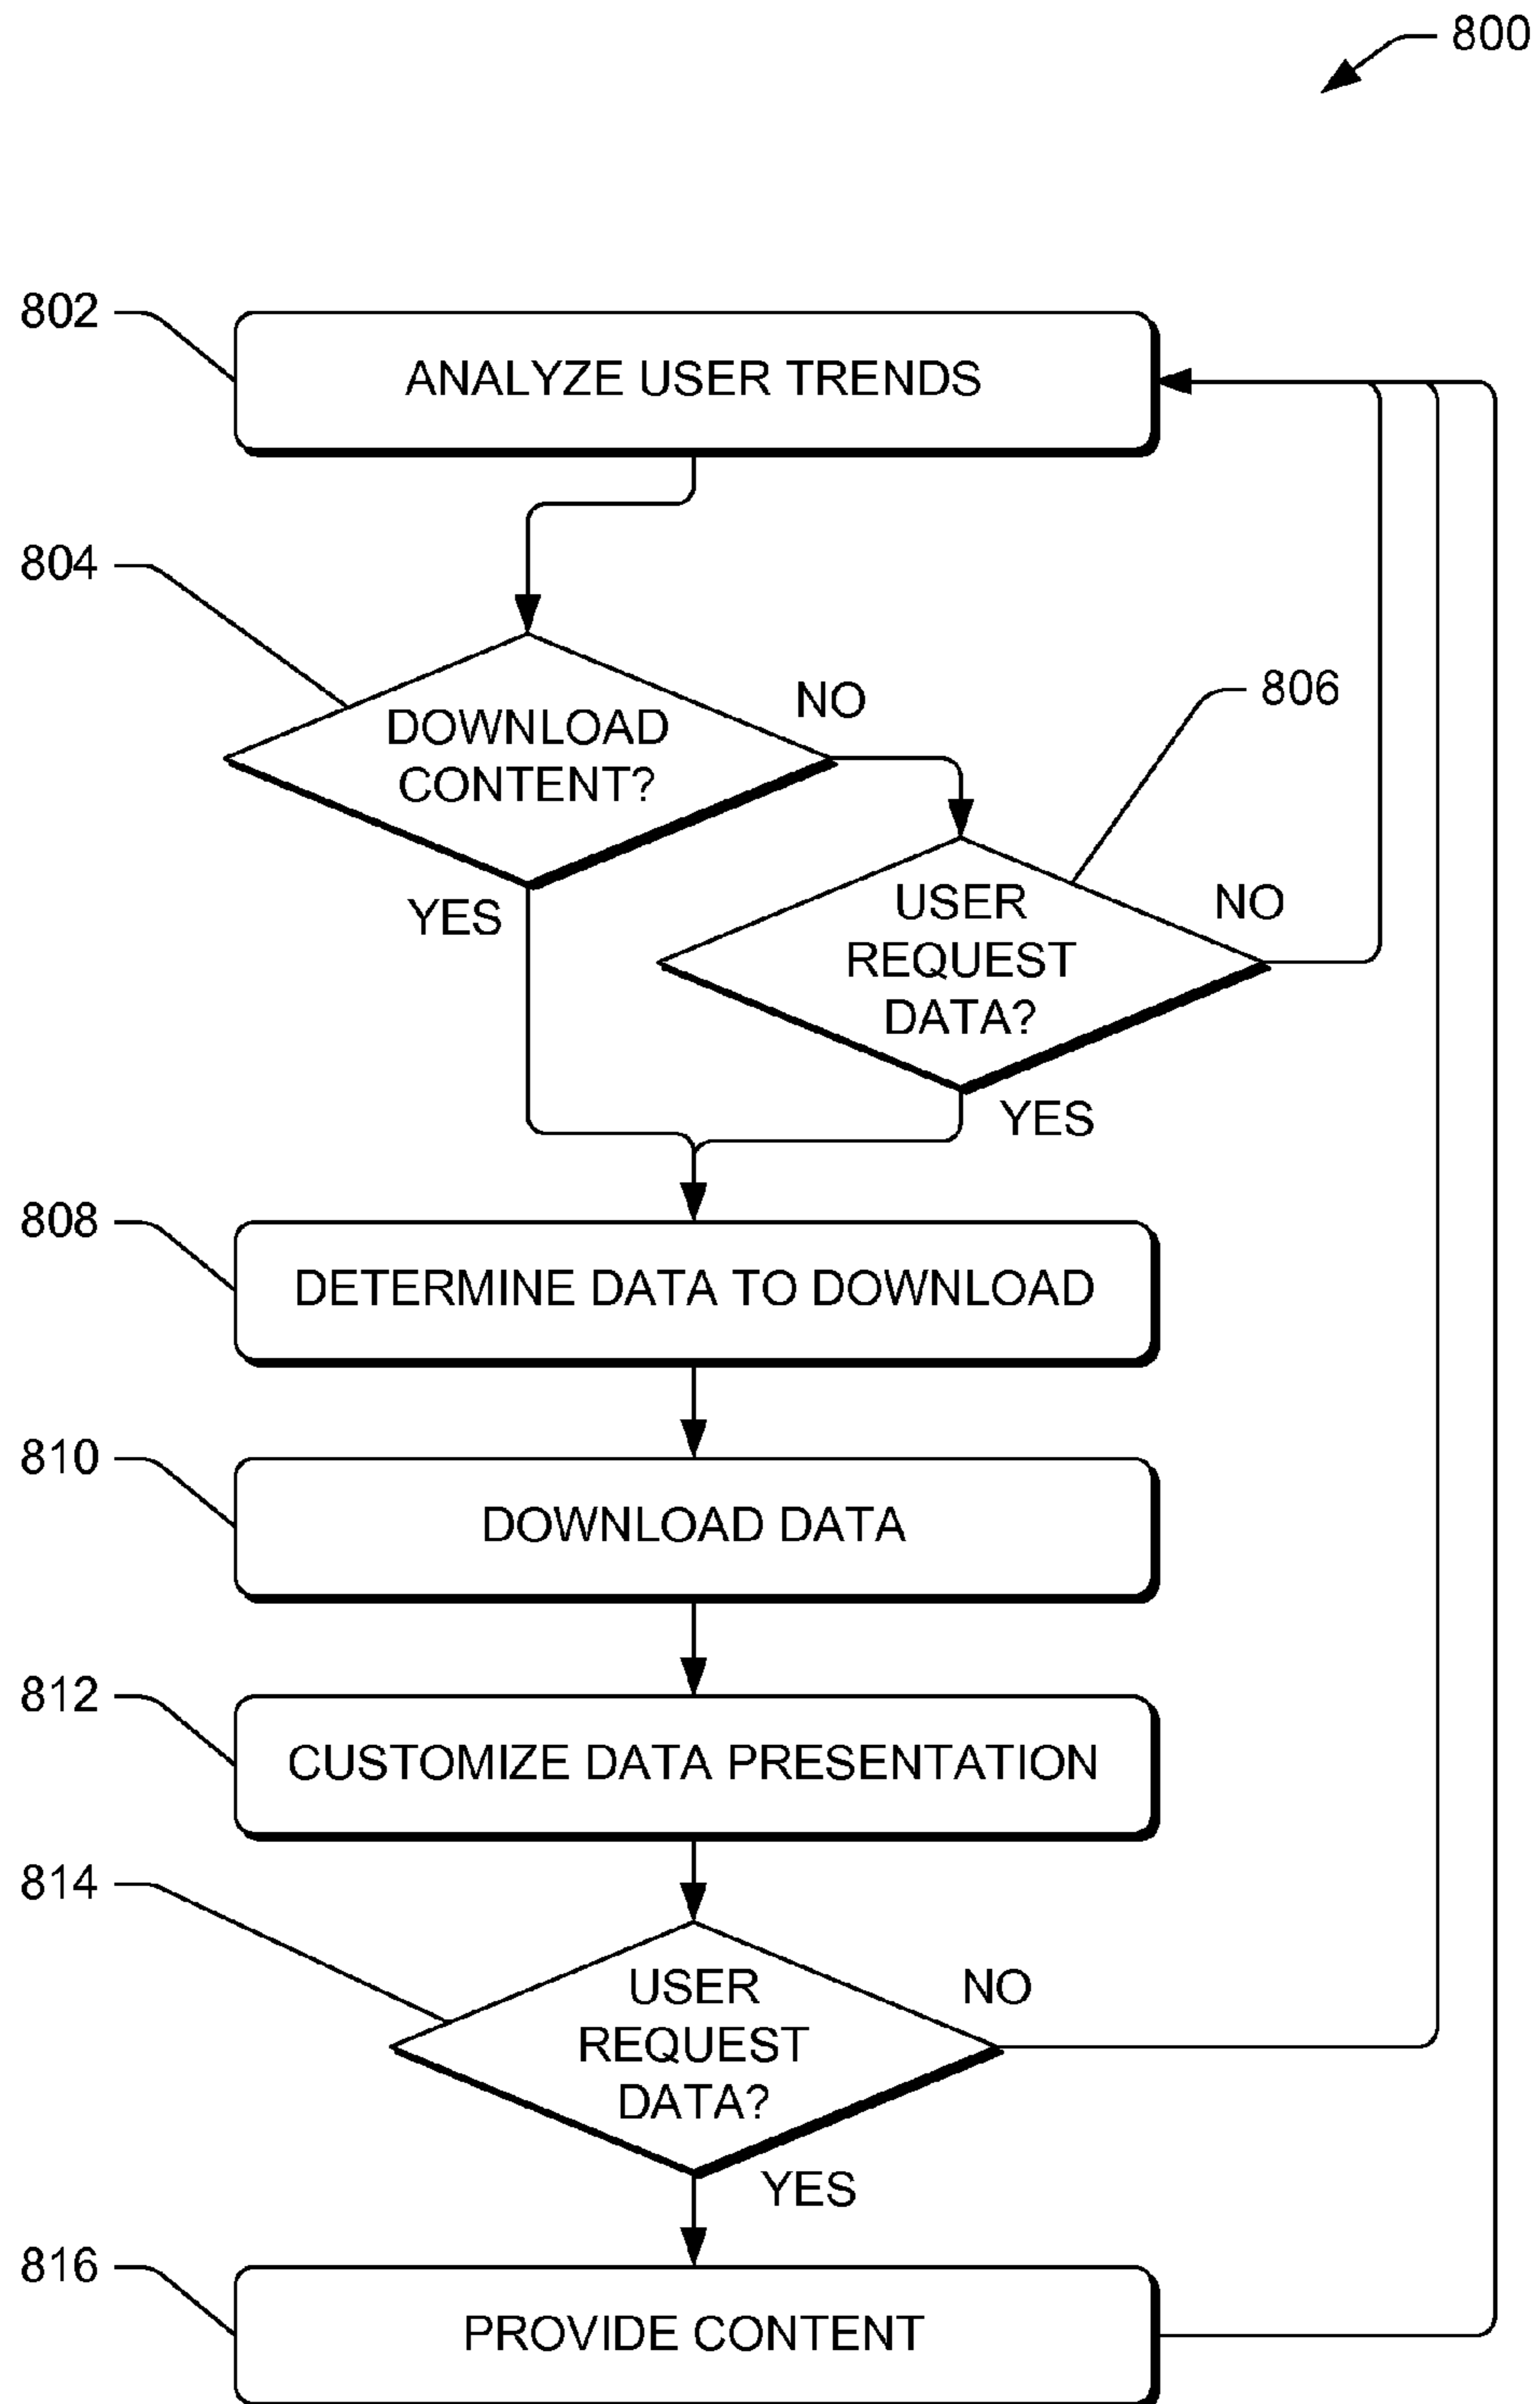 800
802
ANALYZE USER TRENDS
804
DOWNLOAD
CONTENT?
NO
806
YES
USER
REQUEST
DATA?
NO
YES
808
DETERMINE DATA TO DOWNLOAD
810
DOWNLOAD DATA
812
CUSTOMIZE DATA PRESENTATION
814
USER
REQUEST
DATA?
NO
YES
816
PROVIDE CONTENT